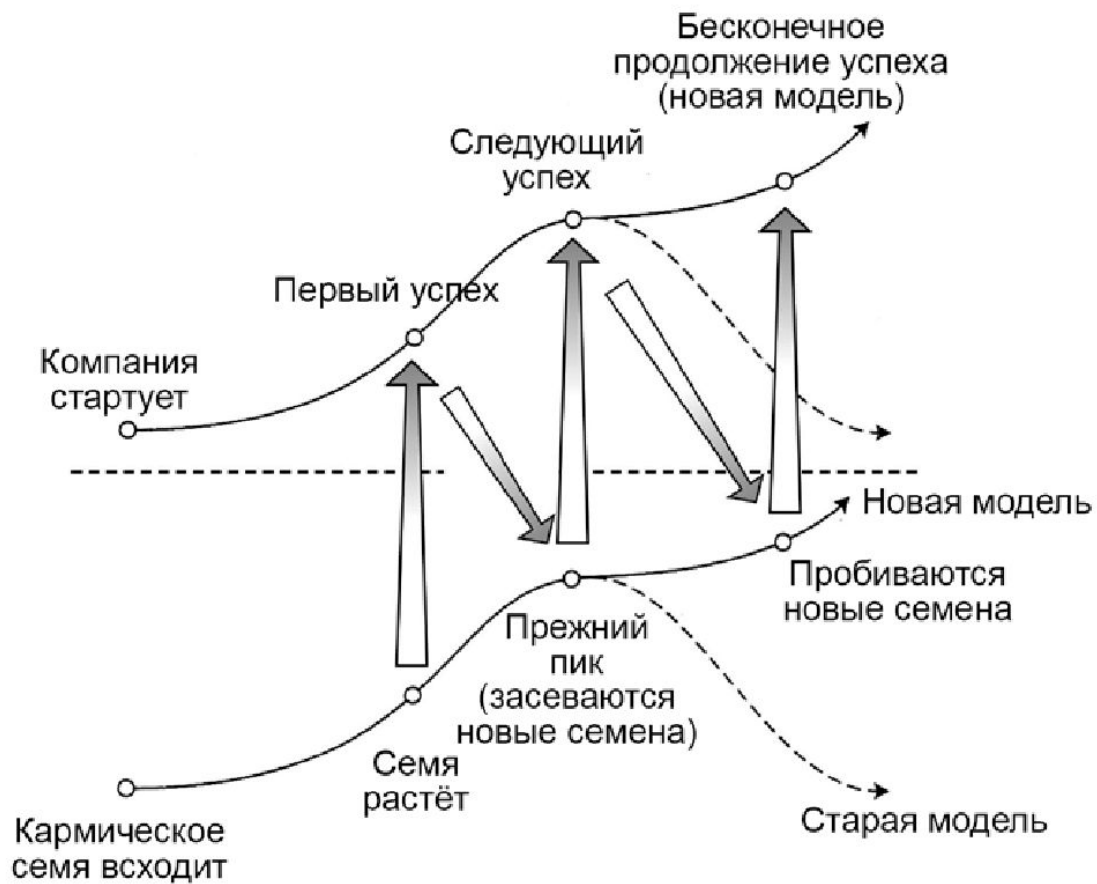 Бесконечное
продолжение успеха
(новая модель)
Следующий
успех
Первый успех
Компания
стартует
Новая модель
Пробиваются
новые семена
Прежний
пик
(засеваются
новые семена)
Семя
растёт
Старая модель
Кармическое
семя всходит